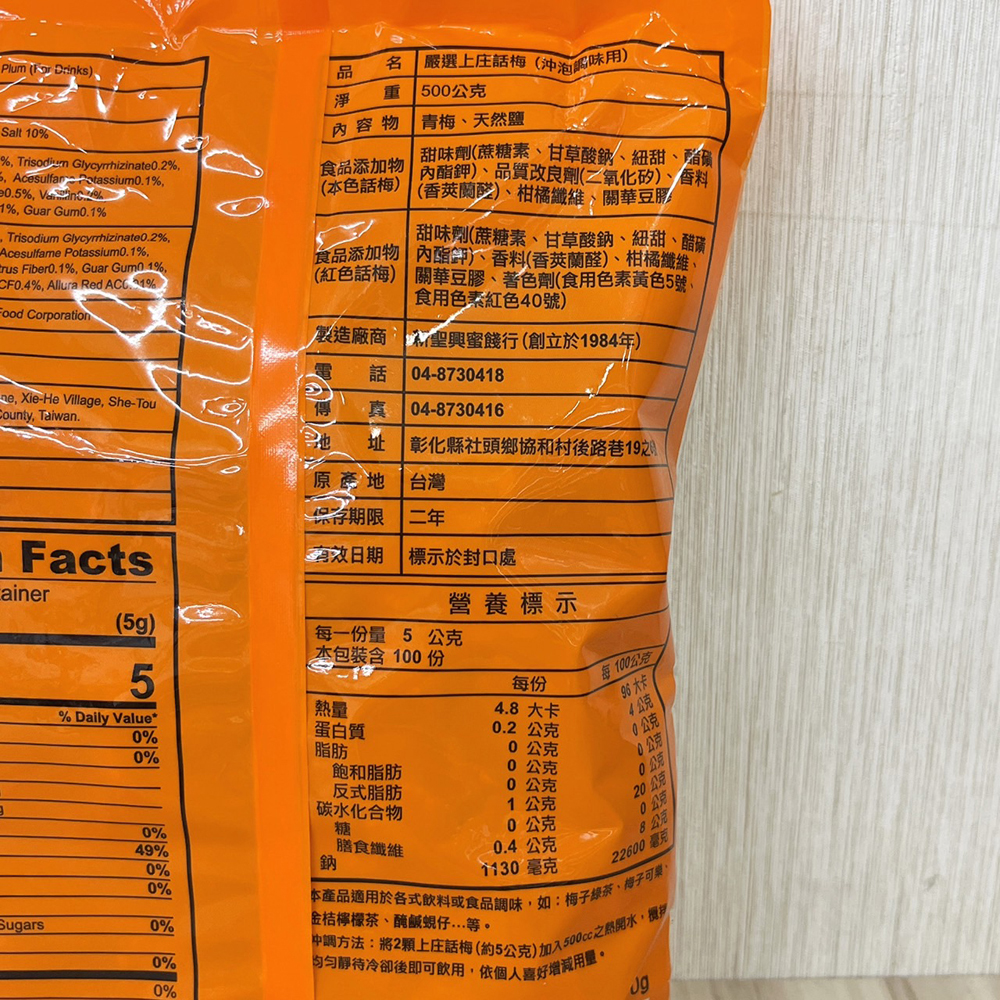 Plum (For Drinks)
Salt 10%
%, Trisodium Glycyrrhizinate0.2%,
Acesulfame Potassium0.1%,
0.5%,
1%, Guar Gum0.1%
, Trisodium Glycyrrhizinate0.2%,
Acesulfame Potassium0.1%,
trus Fiber0.1%, Guar Gum0.1%,
CF0.4%, Allura Red
Food Corporation
ne, Xie-He Village, She-Tou
County, Taiwan.
Facts
tainer
(5g)
5
% Daily Value*
0%
0%
0%
49%
0%
0%
Sugars 0%
0%
0%
品名 嚴選上庄話梅 (沖泡調味用)
淨重 500公克
內容物 青梅、天然鹽
食品添加物 (本色話梅) 甜味劑(蔗糖素、甘草酸鈉、紐甜、醋磺
內酯鉀)、品質改良劑(二氧化矽)、香料
(香莢蘭醛)、柑橘纖維、關華豆膠
食品添加物 (紅色話梅) 甜味劑(蔗糖素、甘草酸鈉、紐甜、醋磺
內酯鉀)、香料(香莢蘭醛)、柑橘纖維、
關華豆膠、著色劑(食用色素黃色5號、
食用色素紅色40號)
製造廠商 新聖興蜜餞行 (創立於1984年)
電話 04-8730418
傳真 04-8730416
地址 彰化縣社頭鄉協和村後路巷19之
原產地 台灣
保存期限 二年
有效日期 標示於封口處
營養標示
每一份量 5 公克
本包裝含 100 份
每份 每 100公克
熱量 4.8 大卡 96 大卡
蛋白質 0.2 公克 4 公克
脂肪 0 公克 0 公克
飽和脂肪 0 公克 0 公克
反式脂肪 0 公克 0 公克
碳水化合物 1 公克 20 公克
糖 0 公克 0 公克
膳食纖維 0.4 公克 8 公克
鈉 1130 毫克 22600 毫克
本產品適用於各式飲料或食品調味，如：梅子綠茶、梅子可樂、
金桔檸檬茶、醃鹹蜆仔…等。
沖調方法：將2顆上庄話梅(約5公克)加入500cc之熱開水，
均勻靜待冷卻後即可飲用，依個人喜好增減用量。
0g